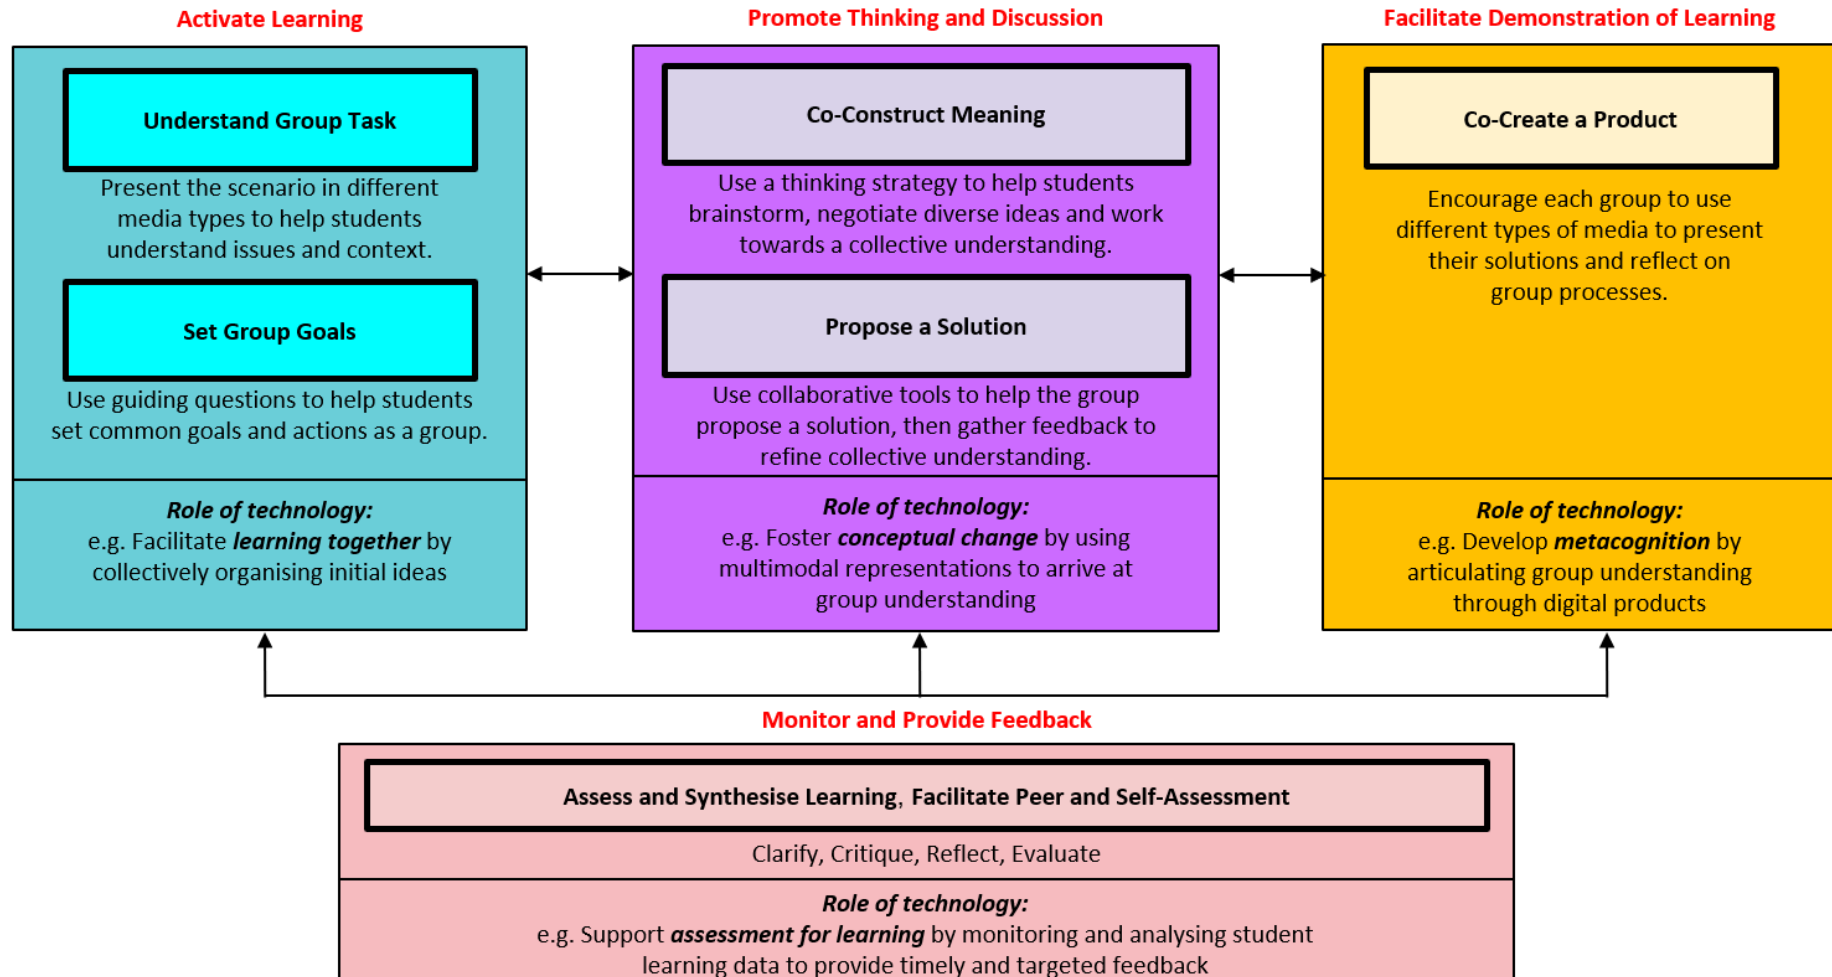 Activate Learning
Understand Group Task
Present the scenario in different
media types to help students
understand issues and context.
Set Group Goals
Use guiding questions to help students
set common goals and actions as a group.
Role of technology:
e.g. Facilitate learning together by
collectively organising initial ideas
Promote Thinking and Discussion
Co-Construct Meaning
Use a thinking strategy to help students
brainstorm, negotiate diverse ideas and work
towards a collective understanding.
Propose a Solution
Use collaborative tools to help the group
propose a solution, then gather feedback to
refine collective understanding.
Role of technology:
e.g. Foster conceptual change by using
multimodal representations to arrive at
group understanding
Facilitate Demonstration of Learning
Co-Create a Product
Encourage each group to use
different types of media to present
their solutions and reflect on
group processes.
Role of technology:
e.g. Develop metacognition by
articulating group understanding
through digital products
Monitor and Provide Feedback
Assess and Synthesise Learning, Facilitate Peer and Self-Assessment
Clarify, Critique, Reflect, Evaluate
Role of technology:
e.g. Support assessment for learning by monitoring and analysing student
learning data to provide timely and targeted feedback